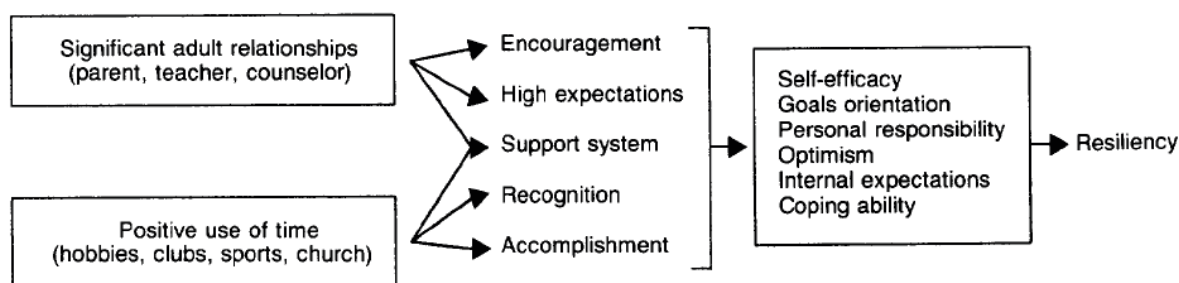 Significant adult relationships
(parent, teacher, counselor)
Positive use of time
(hobbies, clubs, sports, church)
Encouragement
High expectations
Support system
Recognition
Accomplishment
Self-efficacy
Goals orientation
Personal responsibility
Optimism
Internal expectations
Coping ability
Resiliency